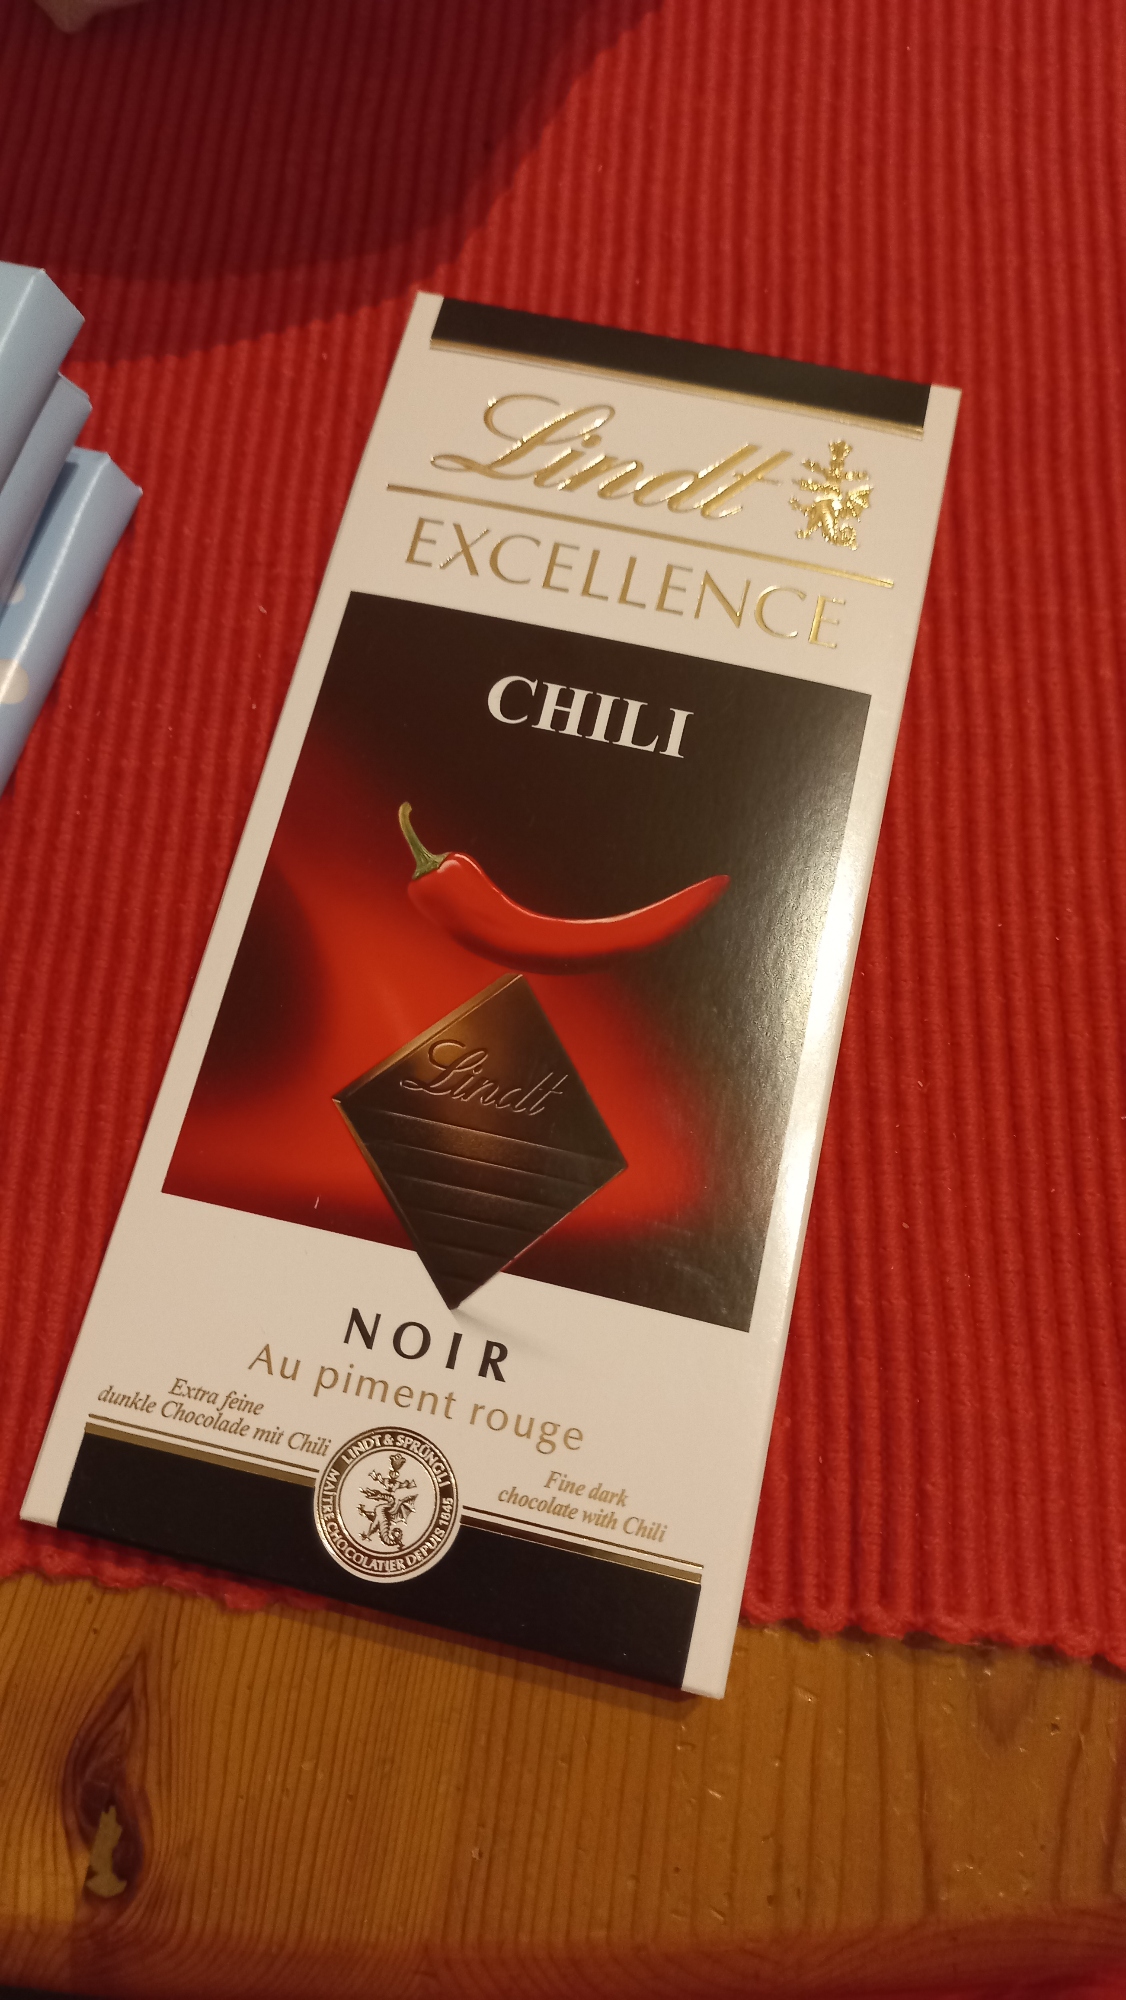 Lindt
EXCELLENCE
CHILI
Lindt
NOIR
Au piment rouge
Extra feine
dunkle Chocolade mit Chili
Fine dark
chocolate with Chili
LINDT & SPRÜNGLI
MAÎTRE CHOCOLATIER DEPUIS 1845